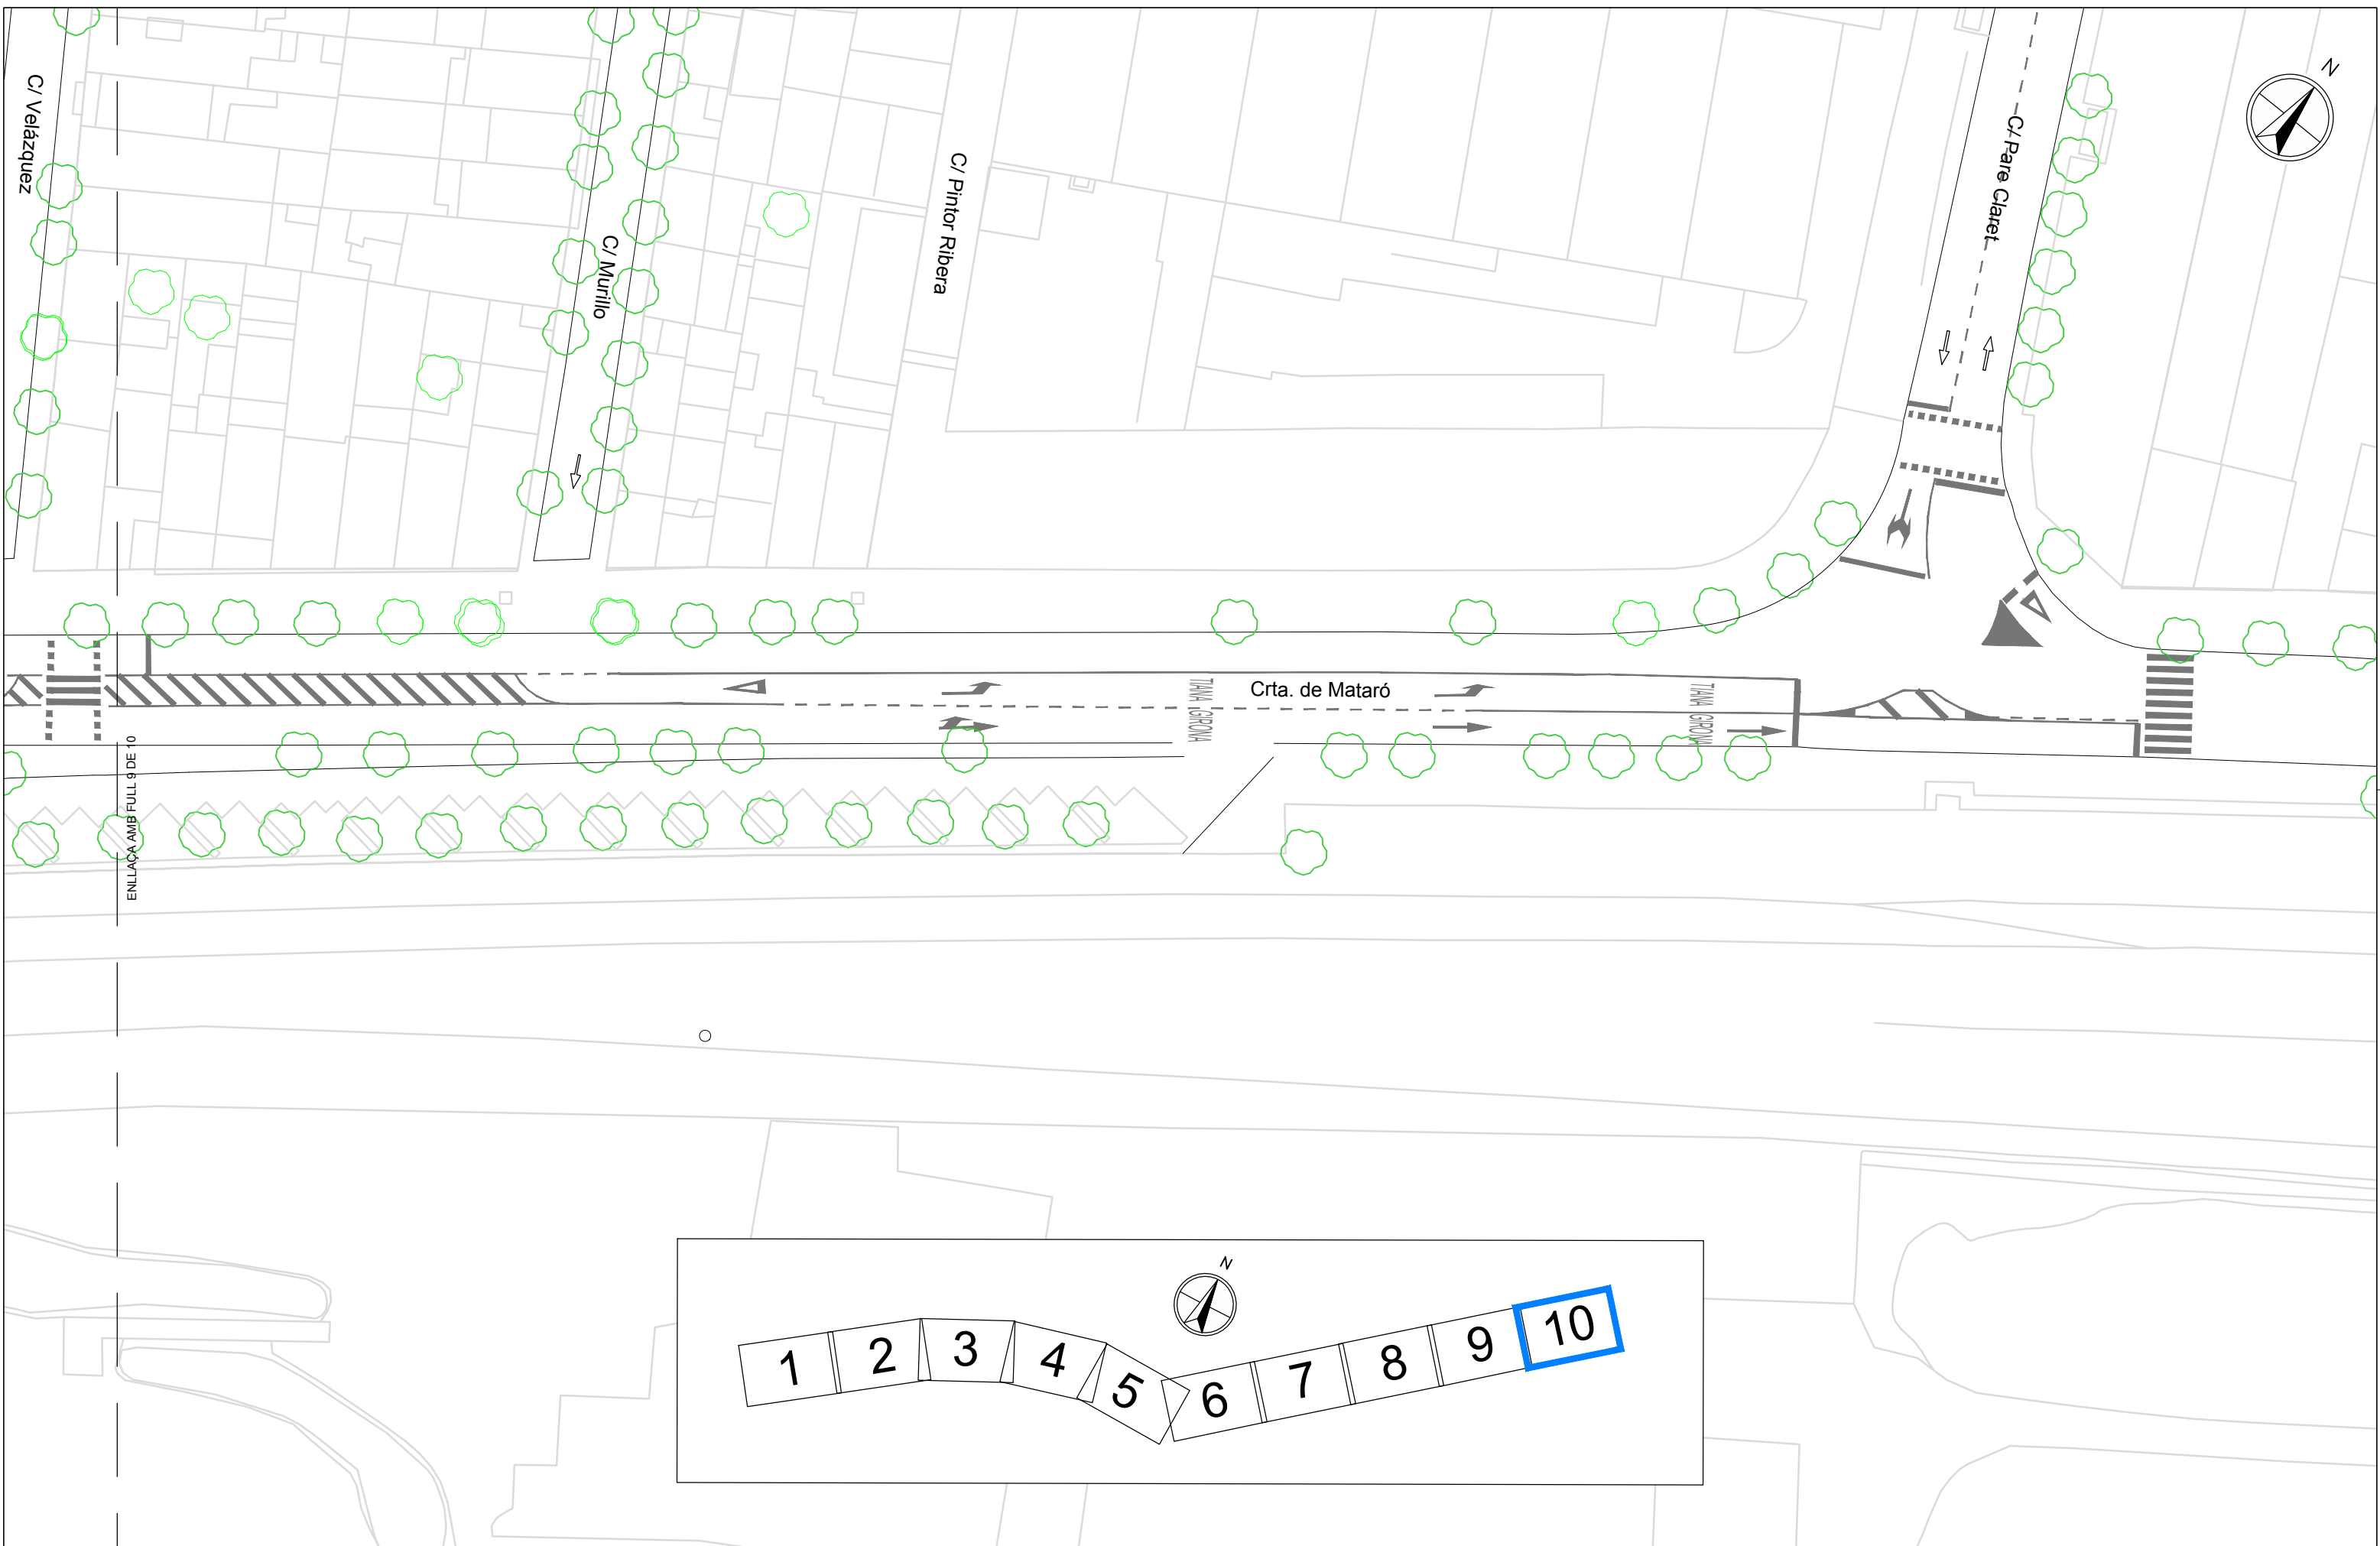 C/ Velázquez
C/ Murillo
C/ Pintor Ribera
C/ Pare Claret
N
Crta. de Mataró
TIANA GIRONA
TIANA GIRONA
ENLLAÇA AMB FULL 9 DE 10
N
1 2 3 4 5 6 7 8 9 10